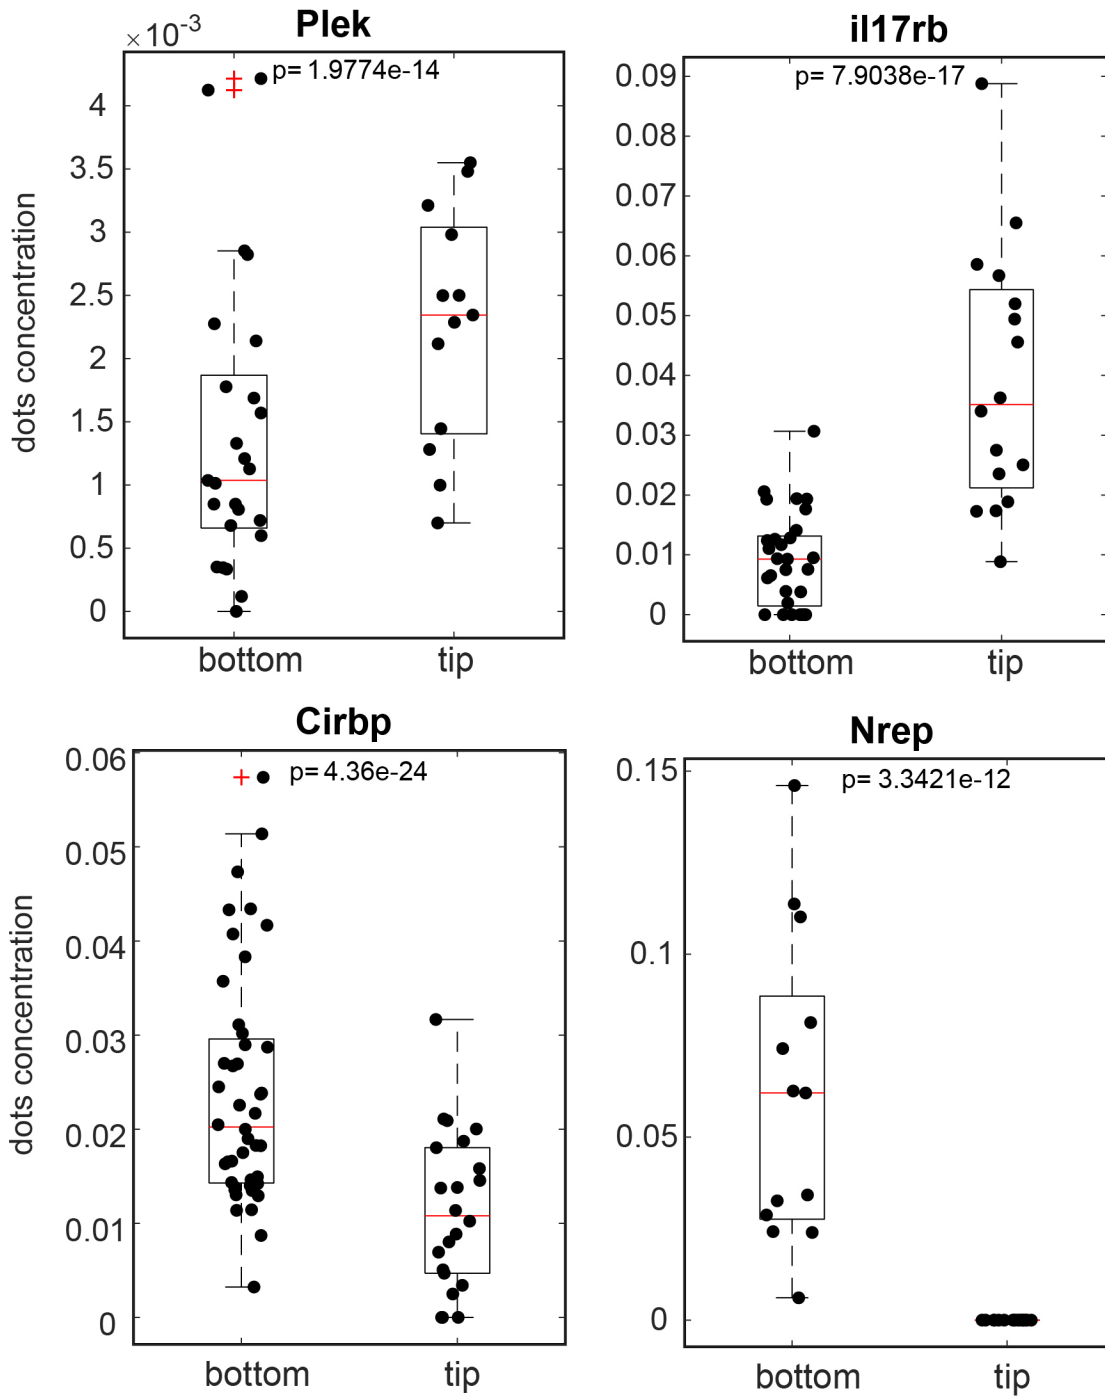 Plek
×10-3
p= 1.9774e-14
4
3.5
3
2.5
2
1.5
1
0.5
0
dots concentration
bottom tip
il17rb
p= 7.9038e-17
0.09
0.08
0.07
0.06
0.05
0.04
0.03
0.02
0.01
0
bottom tip
Cirbp
p= 4.36e-24
0.06
0.05
0.04
0.03
0.02
0.01
0
dots concentration
bottom tip
Nrep
p= 3.3421e-12
0.15
0.1
0.05
0
bottom tip